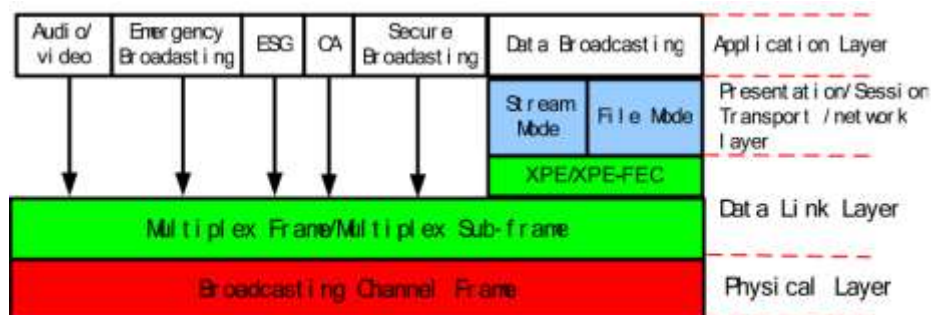 Audio/
video
Emergency
Broadasting
ESG
CA
Secure
Broadasting
Data Broadcasting
Application Layer
Stream
Mode
File Mode
Presentation/Session
Transport/network
layer
XPE/XPE-FEC
Data Link Layer
Multiplex Frame/Multiplex Sub-frame
Broadcasting Channel Frame
Physical Layer